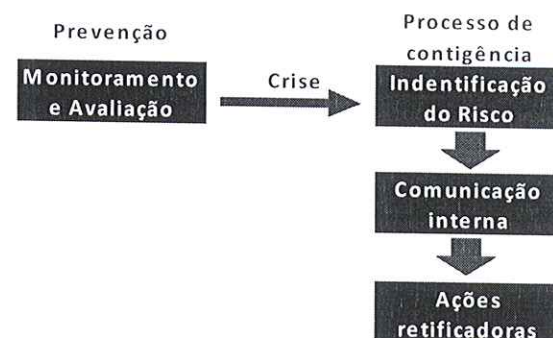 Prevenção
Monitoramento
e Avaliação
Crise
Processo de
contigência
Indentificação
do Risco
Comunicação
interna
Ações
retificadoras